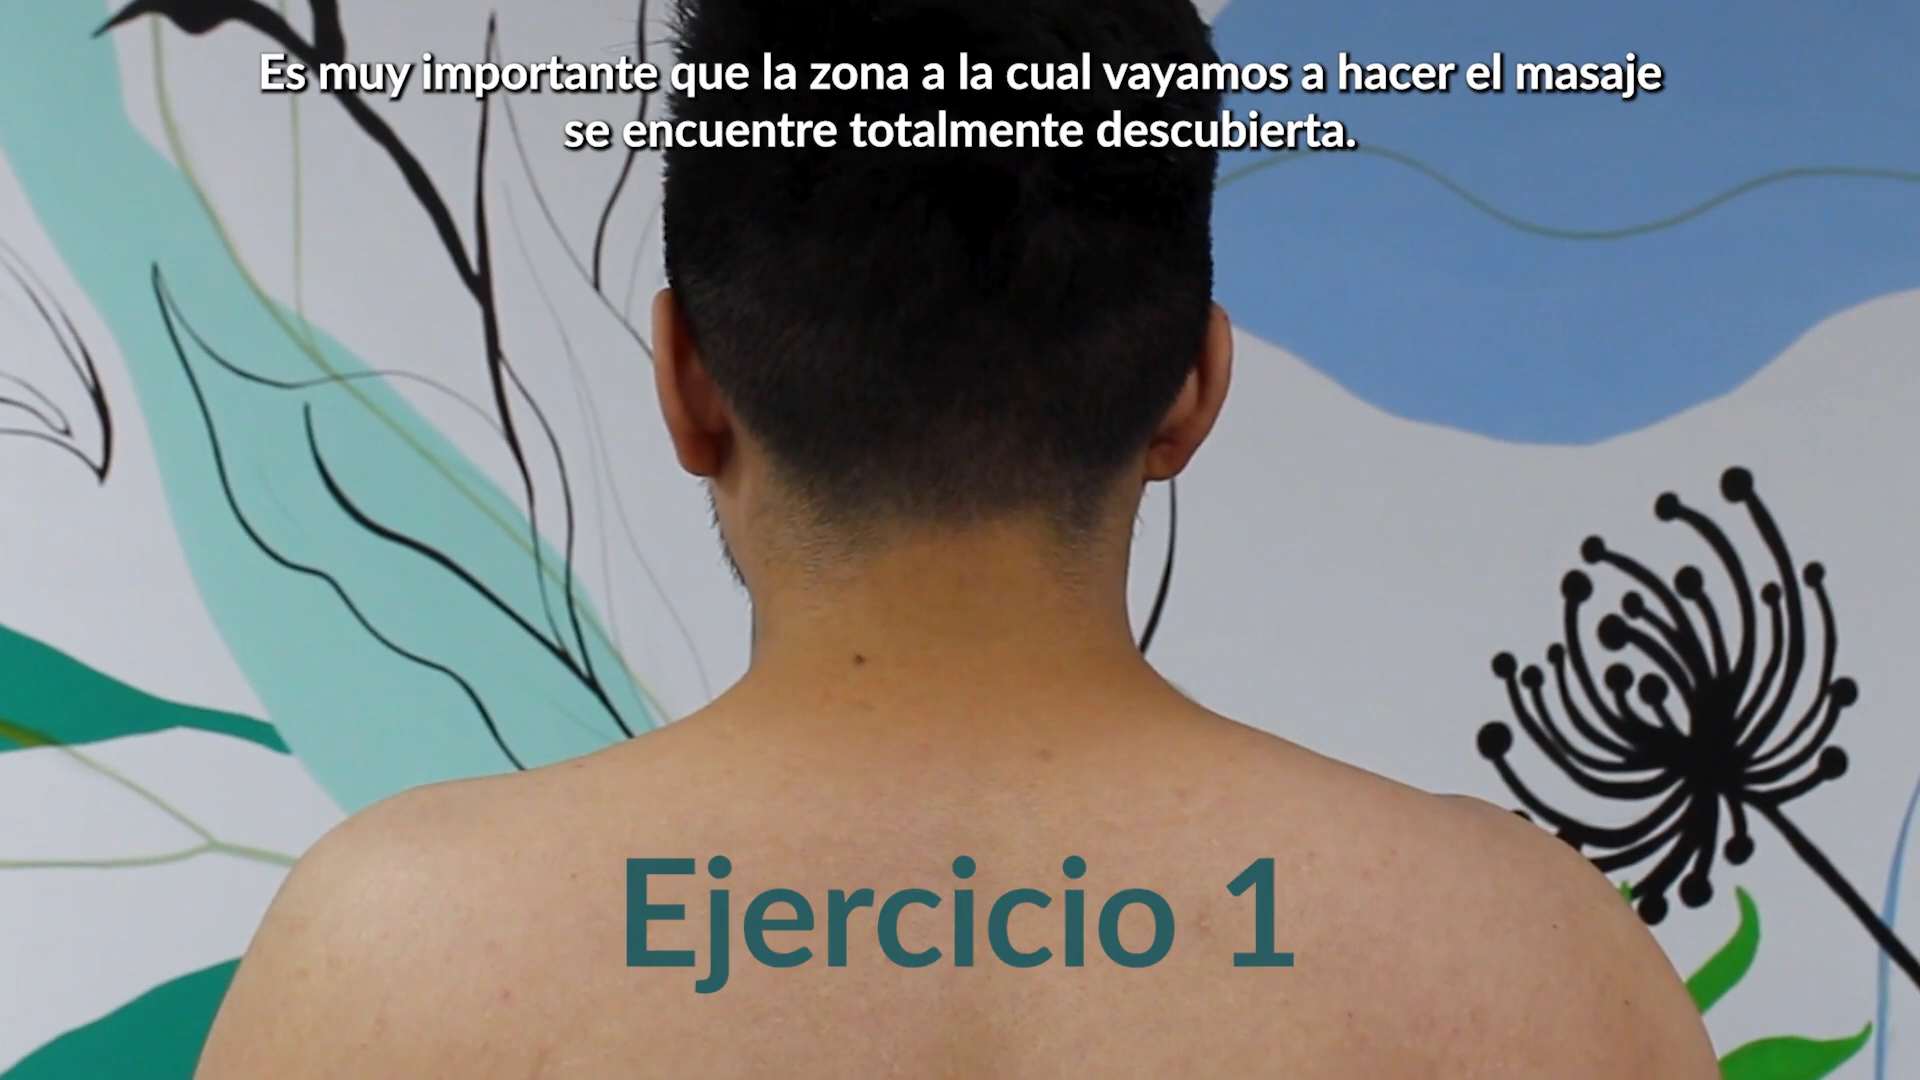 Es muy importante que la zona a la cual vayamos a hacer el masaje
se encuentre totalmente descubierta.
Ejercicio 1